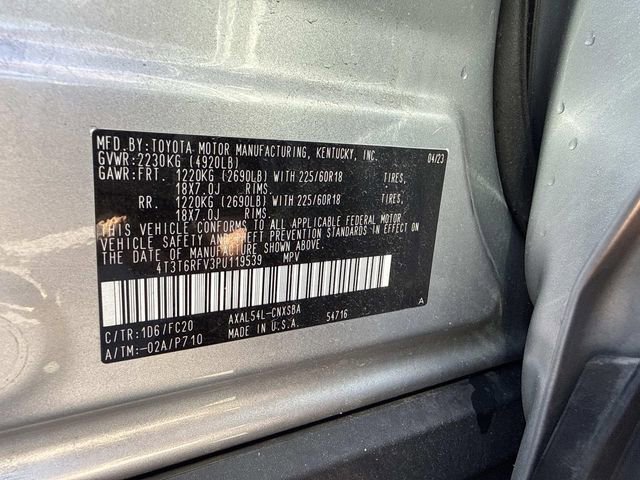 MFD.BY:TOYOTA MOTOR MANUFACTURING, KENTUCKY, INC. 04/23
GVWR:2230KG (4920LB)
GAWR:FRT. 1220KG (2690LB) WITH 225/60R18 TIRES,
18X7.0J RIMS.
RR. 1220KG (2690LB) WITH 225/60R18 TIRES,
18X7.0J RIMS.
THIS VEHICLE CONFORMS TO ALL APPLICABLE FEDERAL MOTOR
VEHICLE SAFETY AND THEFT PREVENTION STANDARDS IN EFFECT ON
THE DATE OF MANUFACTURE SHOWN ABOVE.
4T3T6RFV3PU119539 MPV
C/TR:1D6/FC20 AXAL54L-CNXSBA A
A/TM:-02A/P710 MADE IN U.S.A. 54716